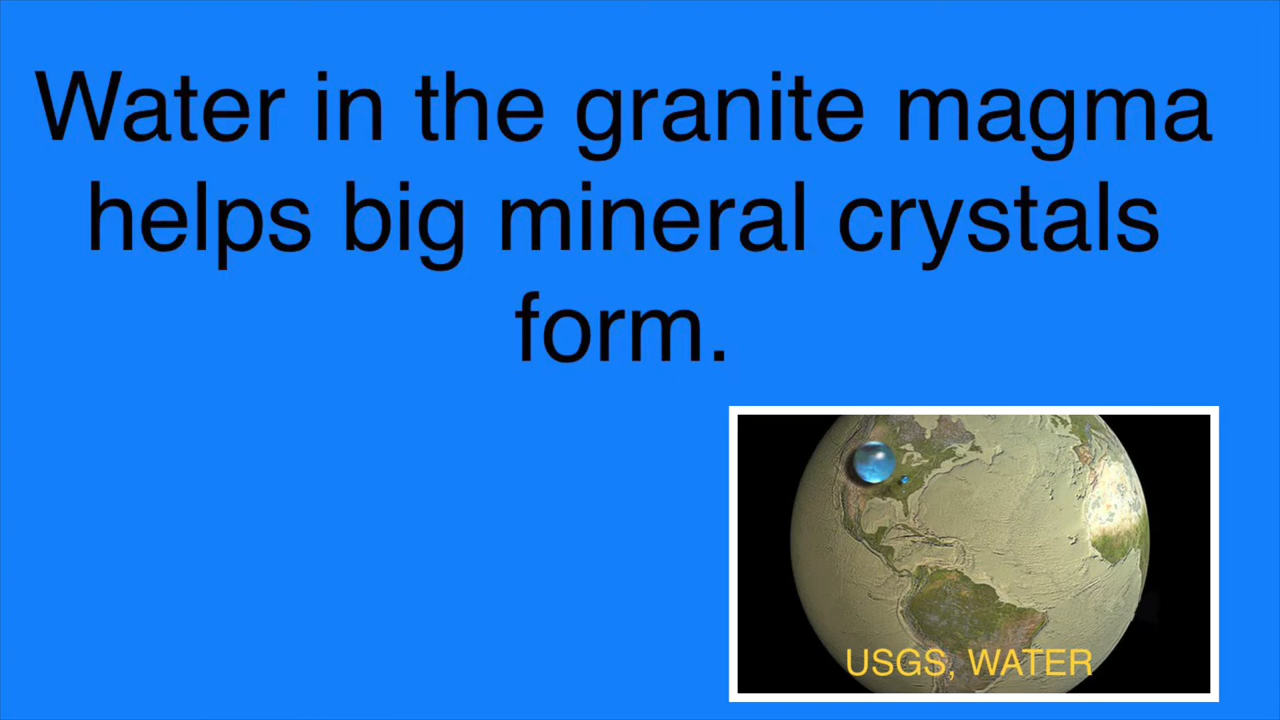 Water in the granite magma
helps big mineral crystals
form.
USGS, WATER